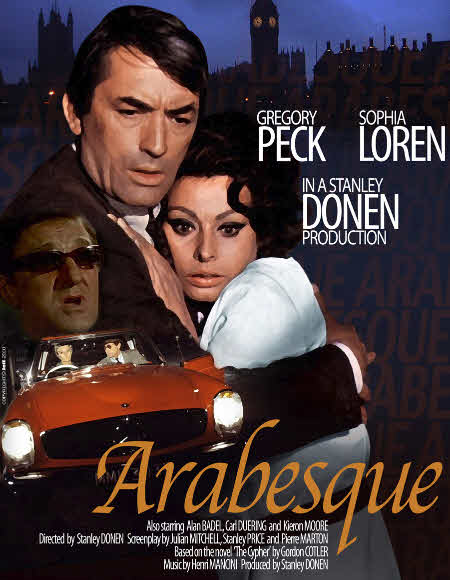 GREGORY
PECK
SOPHIA
LOREN
IN A STANLEY
DONEN
PRODUCTION
Arabesque
Also starring Alan BADEL, Carl DUERING and Kieron MOORE
Directed by Stanley DONEN Screenplay by Julian MITCHELL, Stanley PRICE and Pierre MARTON
Based on the novel 'The Cypher' by Gordon COTLER
Music by Henri MANCINI Produced by Stanley DONEN